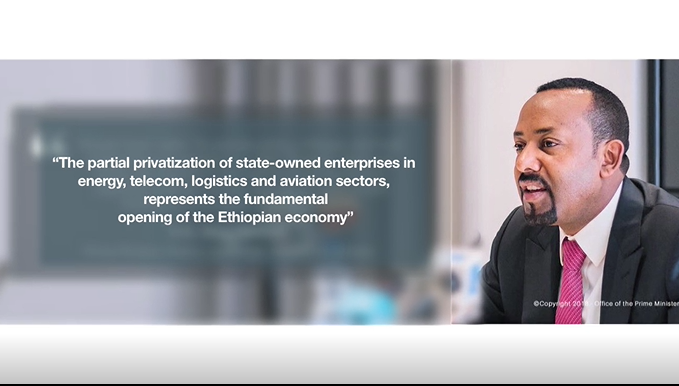 “The partial privatization of state-owned enterprises in
energy, telecom, logistics and aviation sectors,
represents the fundamental
opening of the Ethiopian economy”
©Copyright Office of the Prime Minister